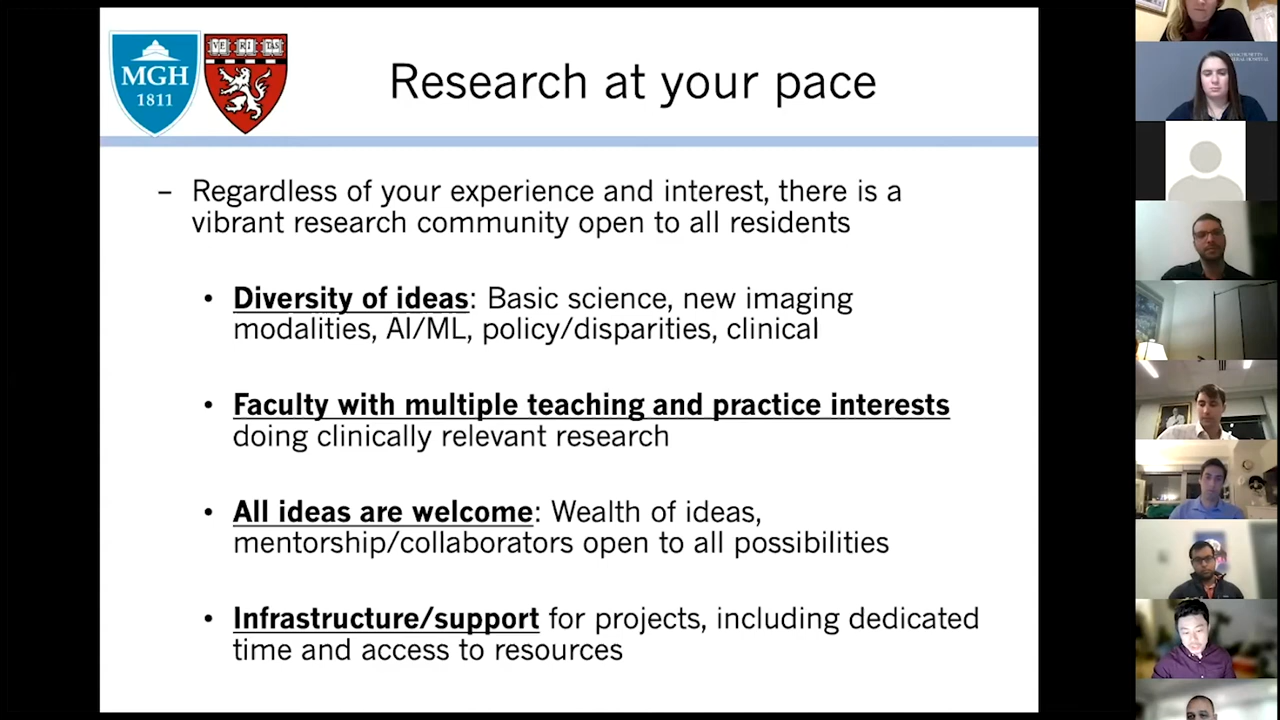 MGH
1811
VE RI TAS
Research at your pace
– Regardless of your experience and interest, there is a
vibrant research community open to all residents
• Diversity of ideas: Basic science, new imaging
modalities, AI/ML, policy/disparities, clinical
• Faculty with multiple teaching and practice interests
doing clinically relevant research
• All ideas are welcome: Wealth of ideas,
mentorship/collaborators open to all possibilities
• Infrastructure/support for projects, including dedicated
time and access to resources